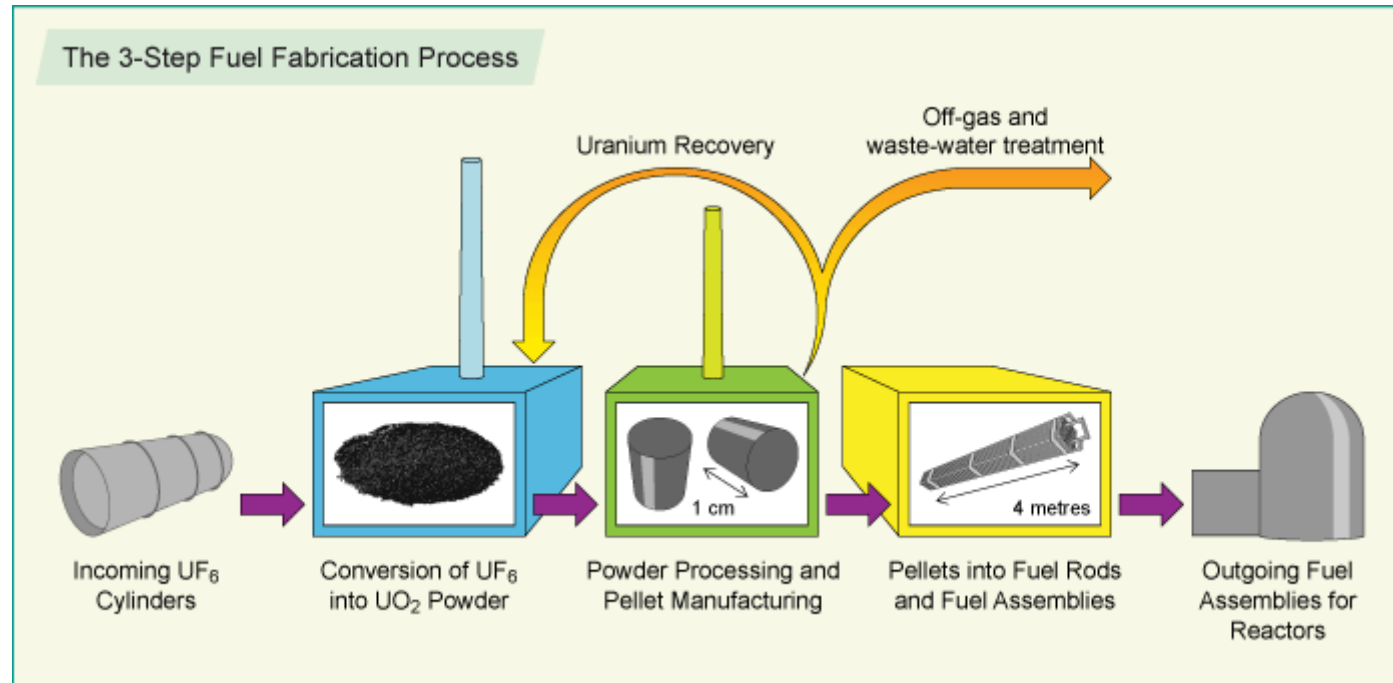 The 3-Step Fuel Fabrication Process
Off-gas and
waste-water treatment
Uranium Recovery
1 cm
4 metres
Incoming UF₆
Cylinders
Conversion of UF₆
into UO₂ Powder
Powder Processing and
Pellet Manufacturing
Pellets into Fuel Rods
and Fuel Assemblies
Outgoing Fuel
Assemblies for
Reactors